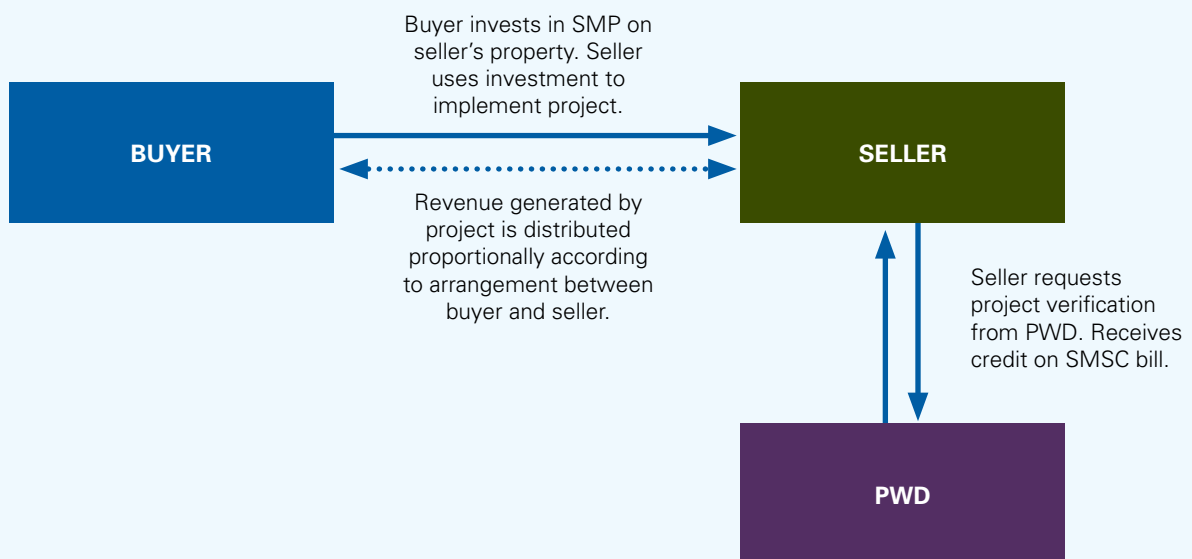 Buyer invests in SMP on
seller’s property. Seller
uses investment to
implement project.
BUYER
SELLER
Revenue generated by
project is distributed
proportionally according
to arrangement between
buyer and seller.
Seller requests
project verification
from PWD. Receives
credit on SMSC bill.
PWD